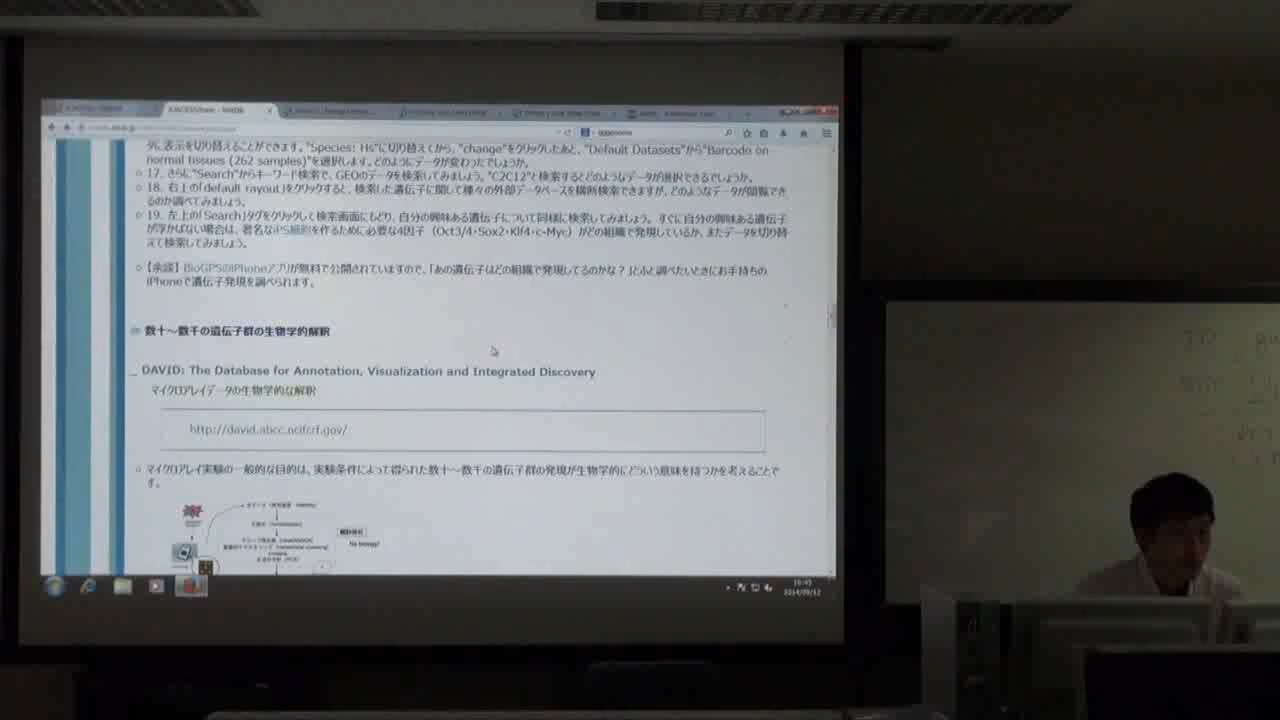 列に表示を切り替えることができます。"Species: Hs"に切り替えてから、"change"をクリックしたあと、"Default Datasets"から"Barcode on
normal tissues (262 samples)"を選択します。どのようにデータが変わったでしょうか。
17. さらに"Search"からキーワード検索で、GEOのデータを検索してみましょう。"C2C12"と検索するとどのようなデータが選択できるでしょうか。
18. 右上の「default rayout」をクリックすると、検索した遺伝子に関して種々の外部データベースを横断検索できますが、どのようなデータが閲覧でき
るのか調べてみましょう。
19. 左上の「Search」タグをクリックして検索画面にもどり、自分の興味ある遺伝子について同様に検索してみましょう。 すぐに自分の興味ある遺伝子
が浮かばない場合は、著名なiPS細胞を作るために必要な4因子（Oct3/4・Sox2・Klf4・c-Myc）がどの組織で発現しているか、またデータを切り替
えて検索してみましょう。
【余談】 BioGPSのiPhoneアプリが無料で公開されていますので、「あの遺伝子はどの組織で発現してるのかな？」とふと調べたいときにお手持ちの
iPhoneで遺伝子発現を調べられます。
数十～数千の遺伝子群の生物学的解釈
DAVID: The Database for Annotation, Visualization and Integrated Discovery
マイクロアレイデータの生物学的な解釈
http://david.abcc.ncifcrf.gov/
マイクロアレイ実験の一般的な目的は、実験条件によって得られた数十～数千の遺伝子群の発現が生物学的にどういう意味を持つかを考えることで
す。
No biology!
10:45
2014/09/12